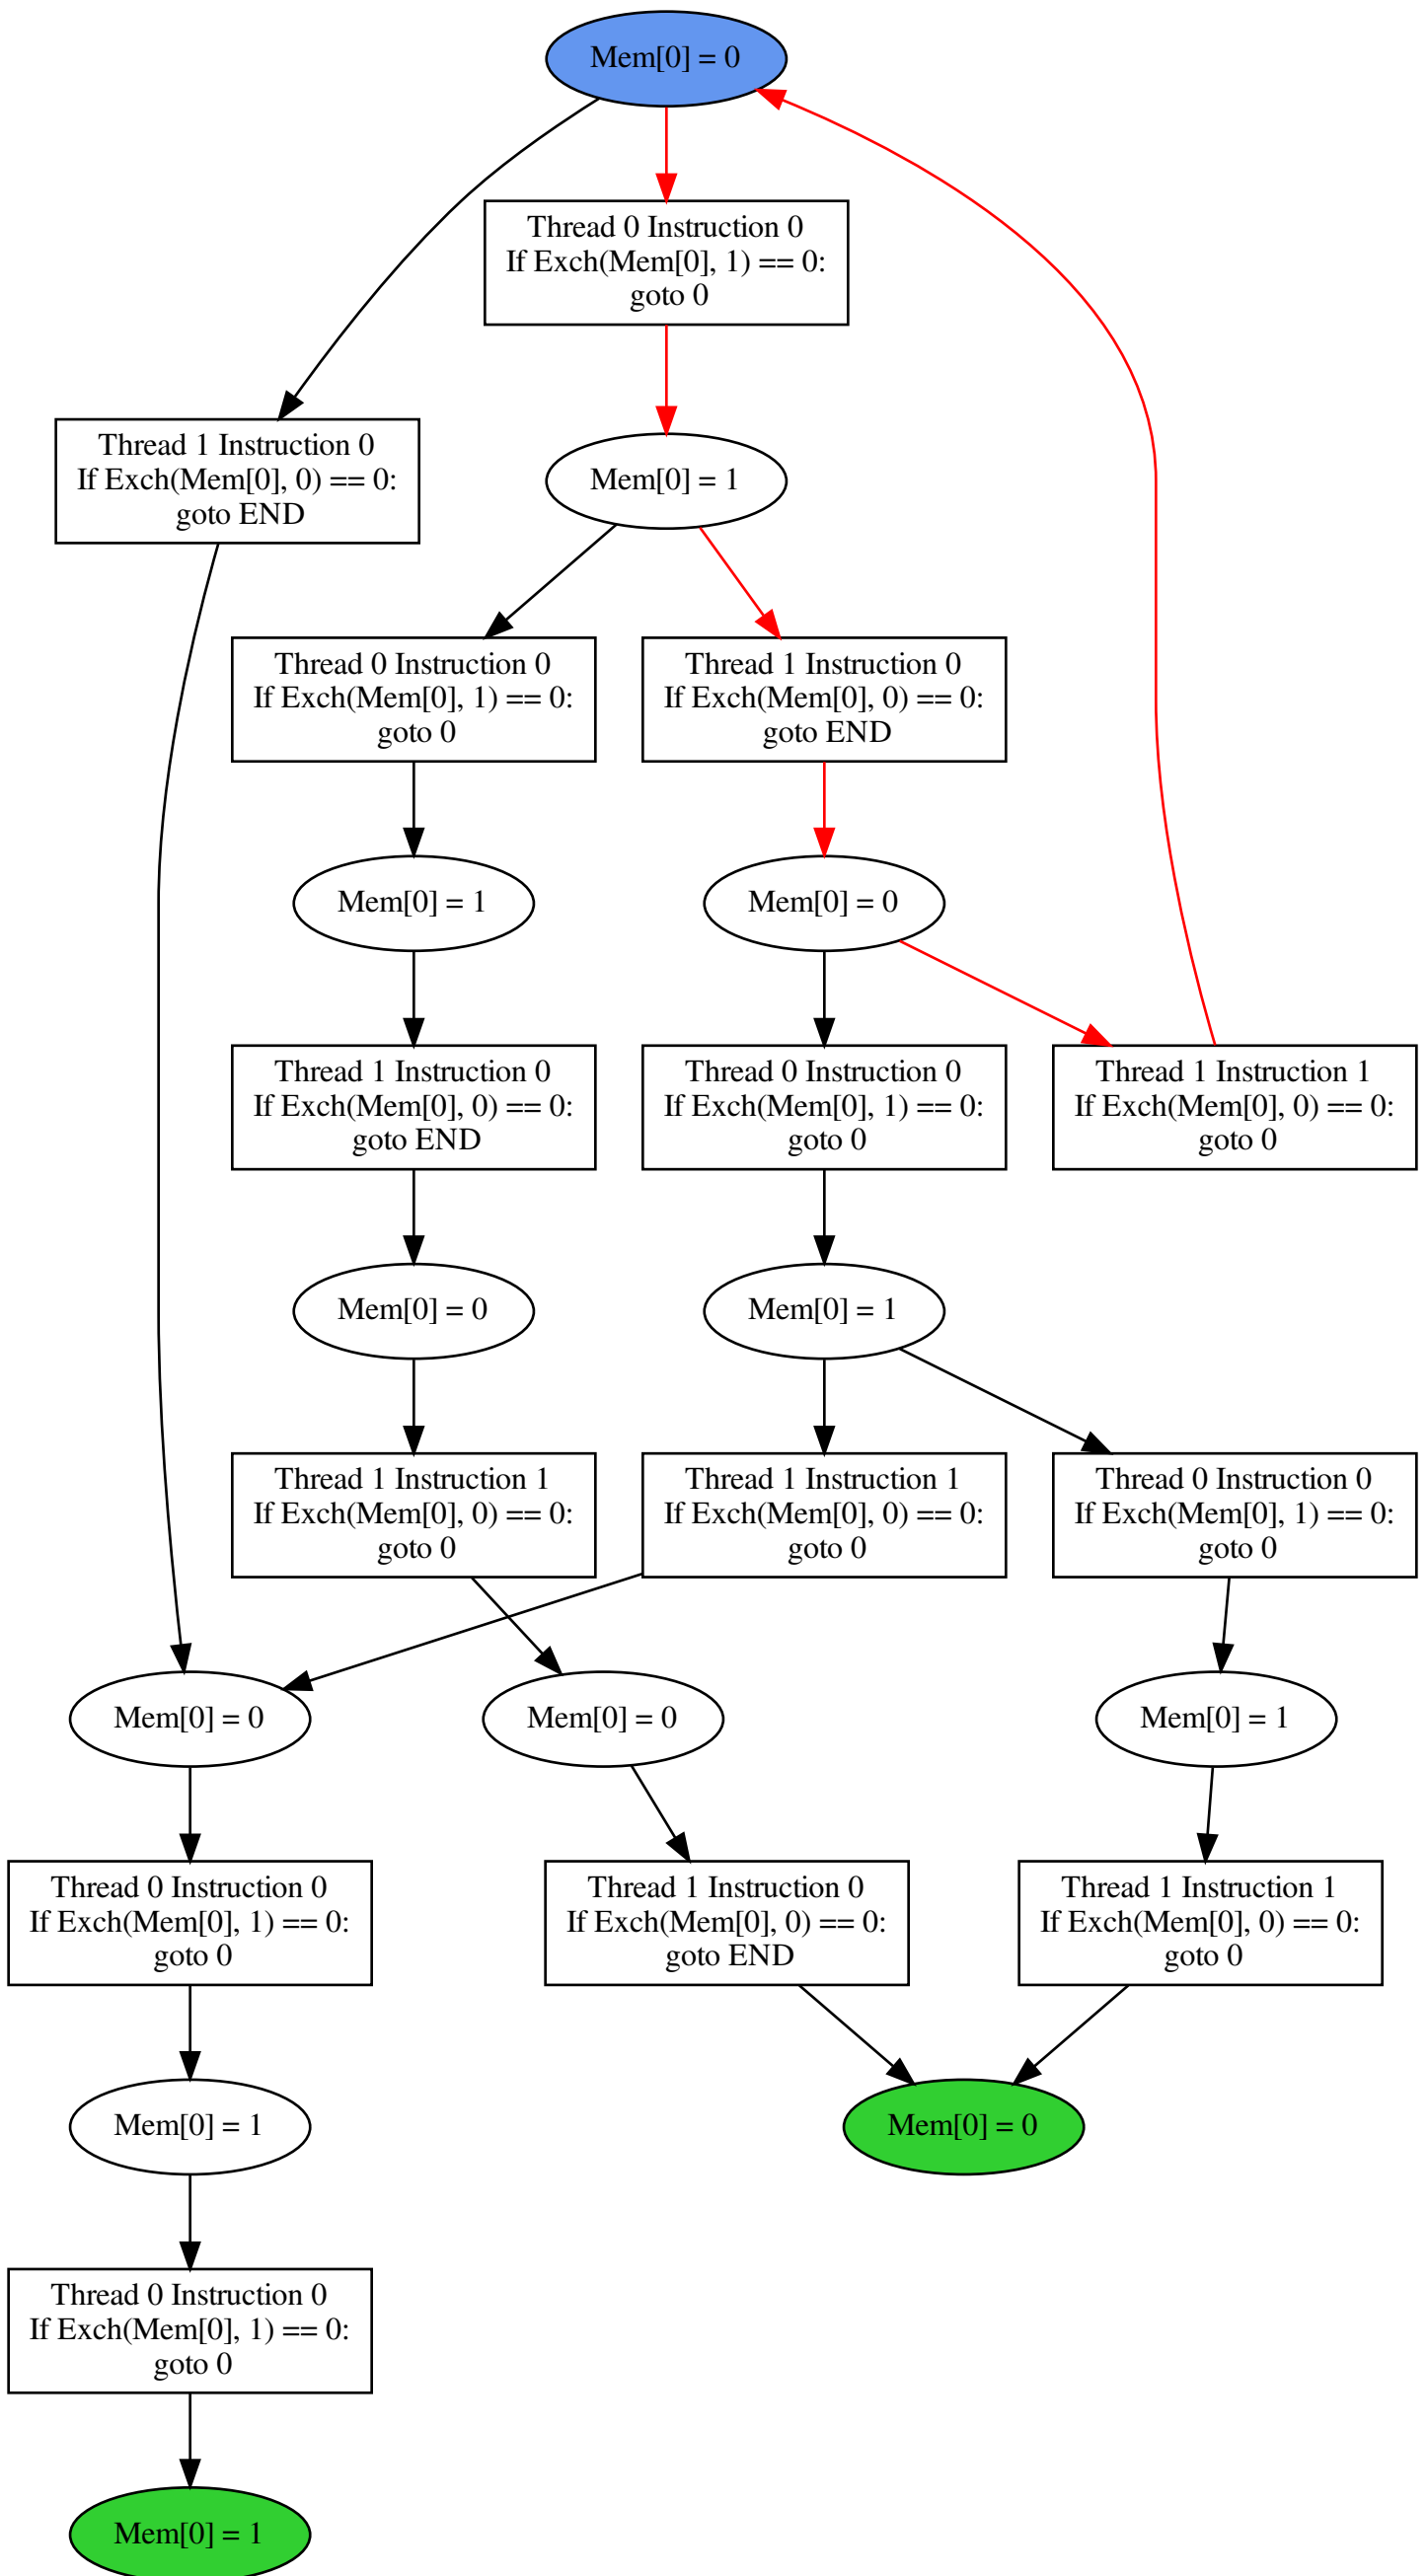 Mem[0] = 0
Thread 0 Instruction 0
If Exch(Mem[0], 1) == 0:
goto 0
Thread 1 Instruction 0
If Exch(Mem[0], 0) == 0:
goto END
Mem[0] = 1
Thread 0 Instruction 0
If Exch(Mem[0], 1) == 0:
goto 0
Thread 1 Instruction 0
If Exch(Mem[0], 0) == 0:
goto END
Mem[0] = 1
Mem[0] = 0
Thread 1 Instruction 0
If Exch(Mem[0], 0) == 0:
goto END
Thread 0 Instruction 0
If Exch(Mem[0], 1) == 0:
goto 0
Thread 1 Instruction 1
If Exch(Mem[0], 0) == 0:
goto 0
Mem[0] = 0
Mem[0] = 1
Thread 1 Instruction 1
If Exch(Mem[0], 0) == 0:
goto 0
Thread 1 Instruction 1
If Exch(Mem[0], 0) == 0:
goto 0
Thread 0 Instruction 0
If Exch(Mem[0], 1) == 0:
goto 0
Mem[0] = 0
Mem[0] = 0
Mem[0] = 1
Thread 0 Instruction 0
If Exch(Mem[0], 1) == 0:
goto 0
Thread 1 Instruction 0
If Exch(Mem[0], 0) == 0:
goto END
Thread 1 Instruction 1
If Exch(Mem[0], 0) == 0:
goto 0
Mem[0] = 1
Mem[0] = 0
Thread 0 Instruction 0
If Exch(Mem[0], 1) == 0:
goto 0
Mem[0] = 1